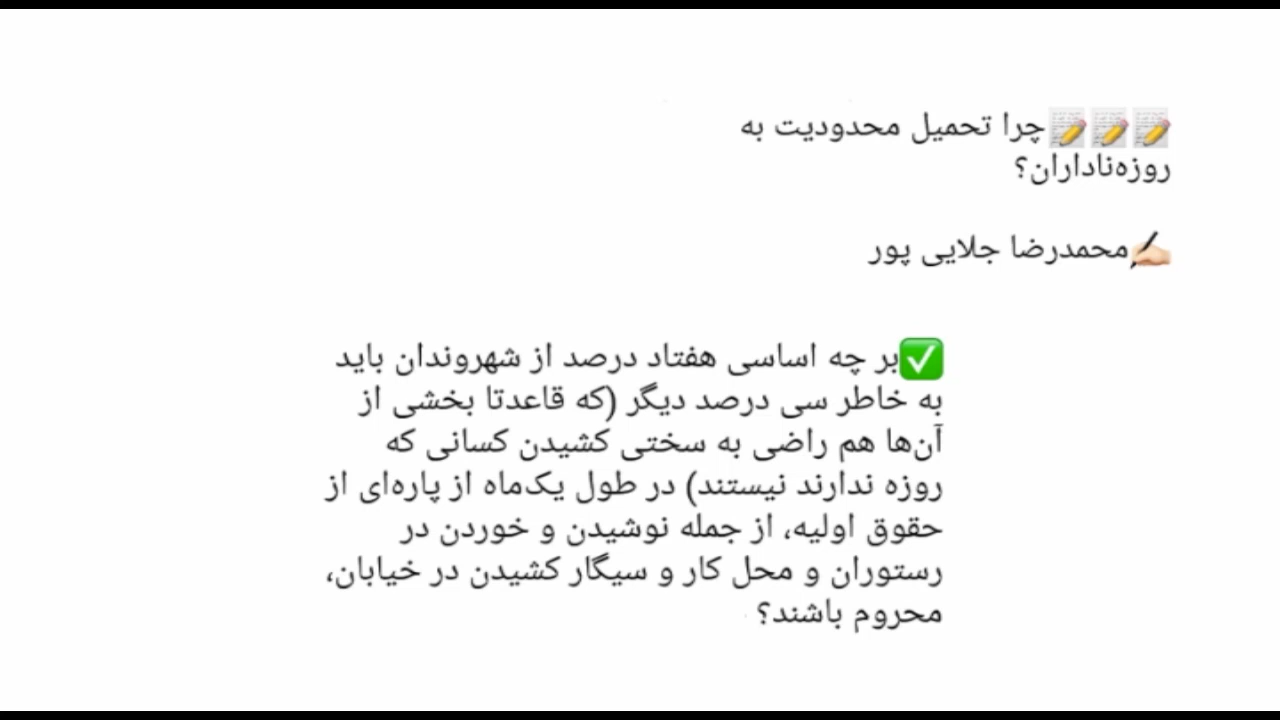 📝📝📝چرا تحمیل محدودیت به
روزه‌ناداران؟
✍🏻محمدرضا جلایی پور
✅بر چه اساسی هفتاد درصد از شهروندان باید
به خاطر سی درصد دیگر (که قاعدتا بخشی از
آن‌ها هم راضی به سختی کشیدن کسانی که
روزه ندارند نیستند) در طول یک‌ماه از پاره‌ای از
حقوق اولیه، از جمله نوشیدن و خوردن در
رستوران و محل کار و سیگار کشیدن در خیابان،
محروم باشند؟